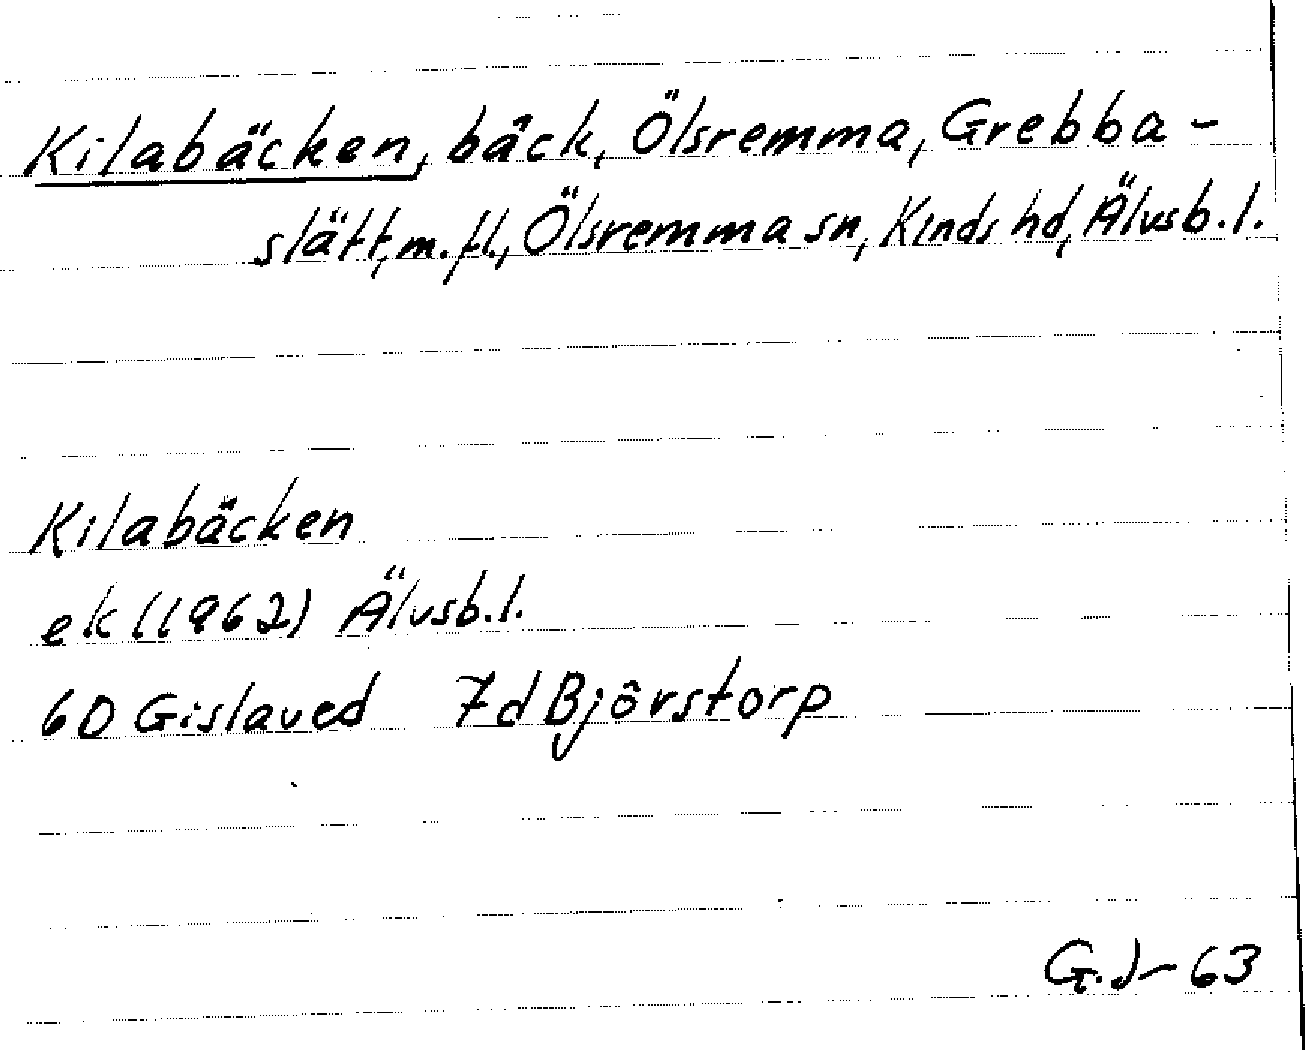 Kilabäcken, bäck, Ölsremma, Grebba-
slätt, m.fl., Ölsremma sn, Kinds hd, Älvsb.l.
Kilabäcken
ek (1962) Älvsb.l.
6D Gislaved 7d Björstorp
G.J-63